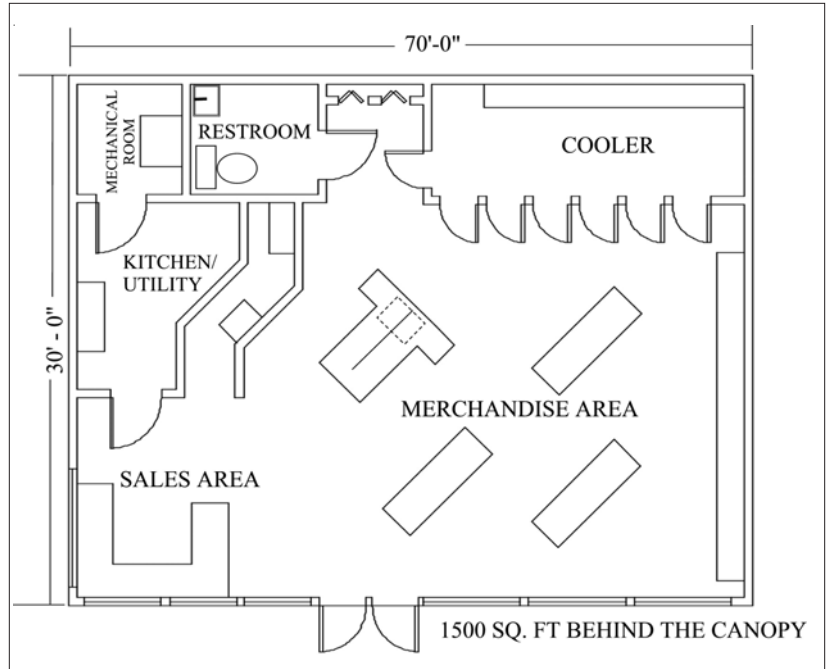 70'-0"
MECHANICAL
ROOM
RESTROOM
COOLER
KITCHEN/
UTILITY
30' - 0"
MERCHANDISE AREA
SALES AREA
1500 SQ. FT BEHIND THE CANOPY